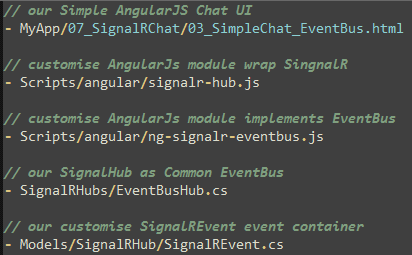 // our Simple AngularJS Chat UI
- MyApp/07_SignalRChat/03_SimpleChat_EventBus.html
// customise AngularJs module wrap SingnalR
- Scripts/angular/signalr-hub.js
// customise AngularJs module implements EventBus
- Scripts/angular/ng-signalr-eventbus.js
// our SignalHub as Common EventBus
- SignalRHubs/EventBusHub.cs
// our customise SignalREvent event container
- Models/SignalRHub/SignalREvent.cs